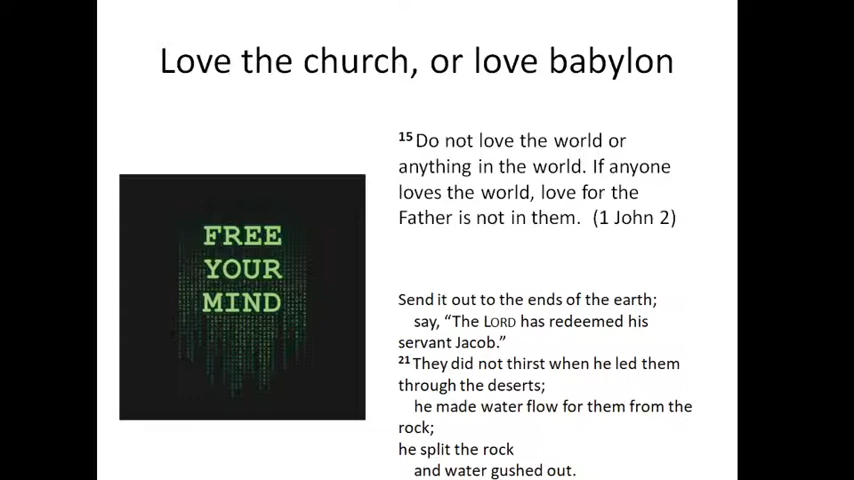 Love the church, or love babylon
FREE
YOUR
MIND
15 Do not love the world or
anything in the world. If anyone
loves the world, love for the
Father is not in them.  (1 John 2)
Send it out to the ends of the earth;
say, “The LORD has redeemed his
servant Jacob.”
21 They did not thirst when he led them
through the deserts;
he made water flow for them from the
rock;
he split the rock
and water gushed out.